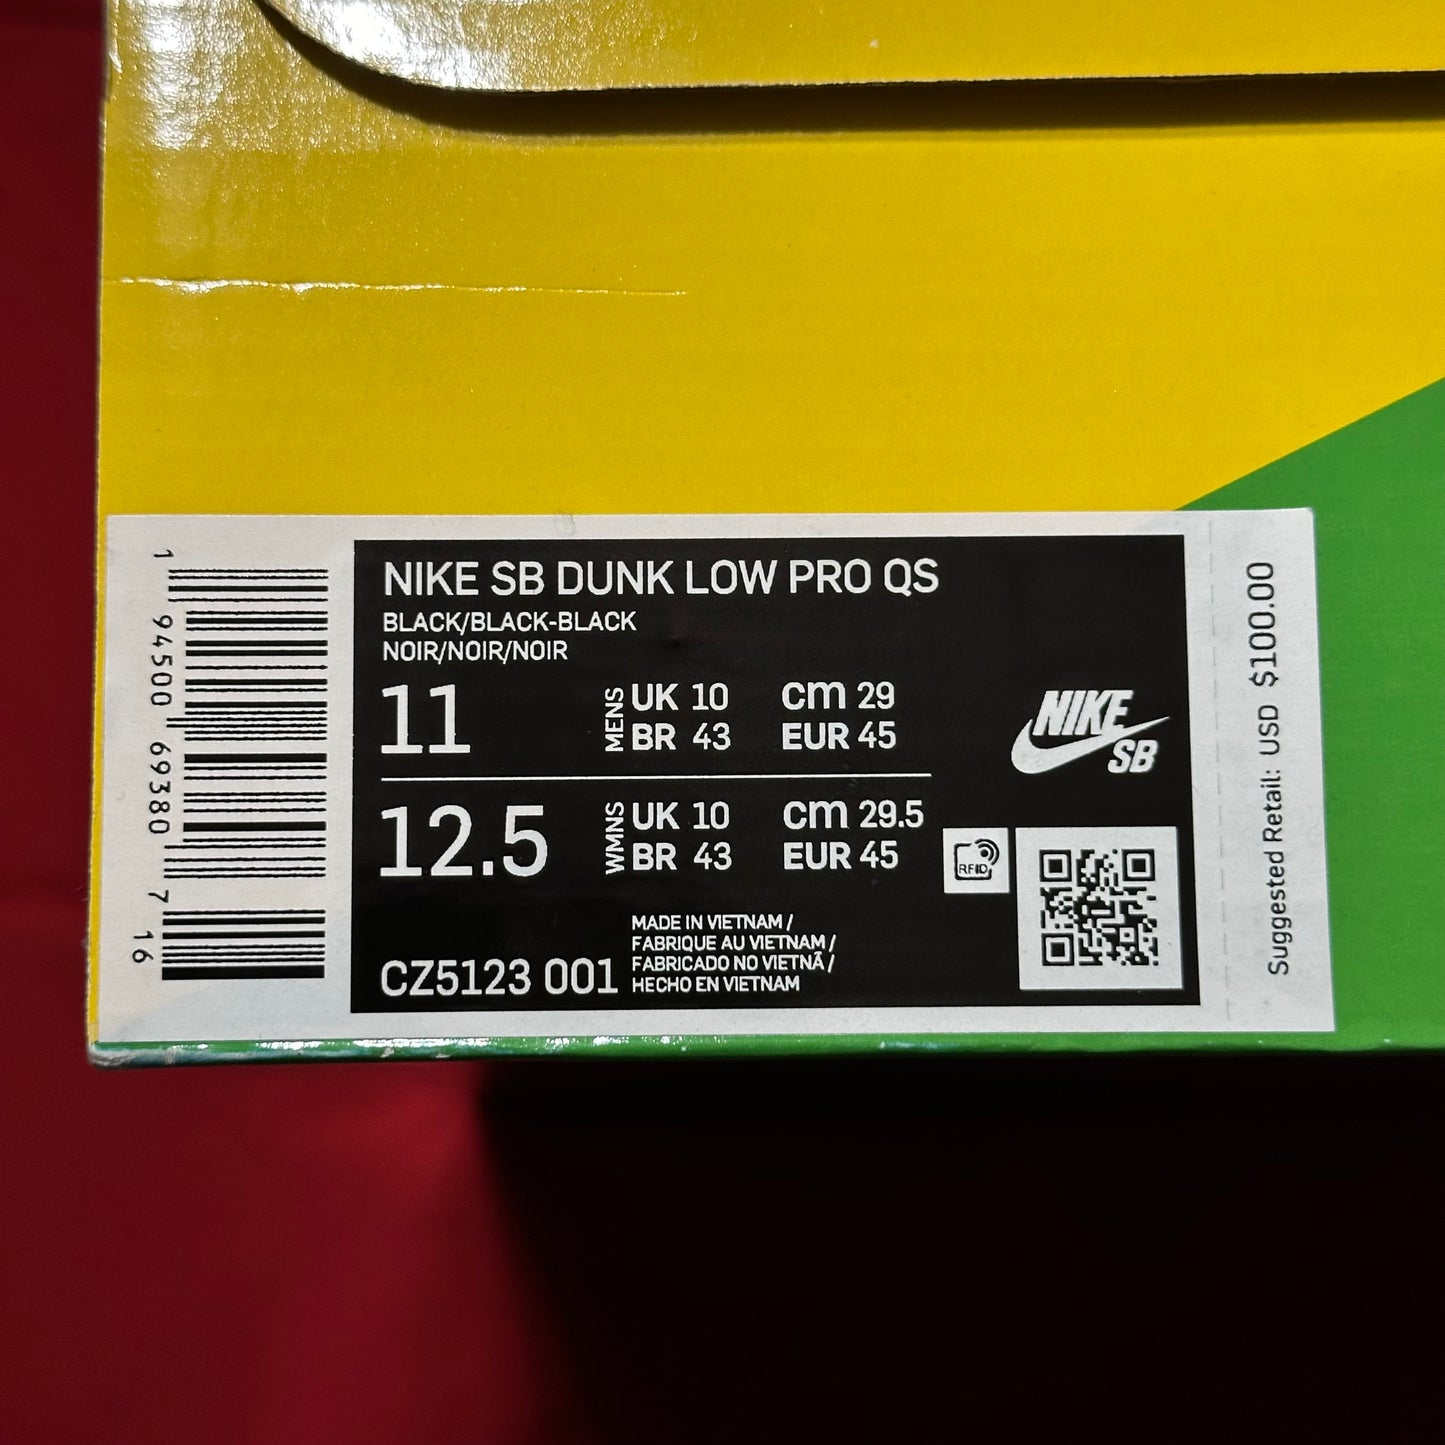 NIKE SB DUNK LOW PRO QS
BLACK/BLACK-BLACK
NOIR/NOIR/NOIR
11 MENS UK 10 cm 29
BR 43 EUR 45
12.5 WMNS UK 10 cm 29.5
BR 43 EUR 45
NIKE
SB
RFID
CZ5123 001
MADE IN VIETNAM /
FABRIQUE AU VIETNAM /
FABRICADO NO VIETNÃ /
HECHO EN VIETNAM
1 94500 69380 7 16
Suggested Retail: USD $100.00